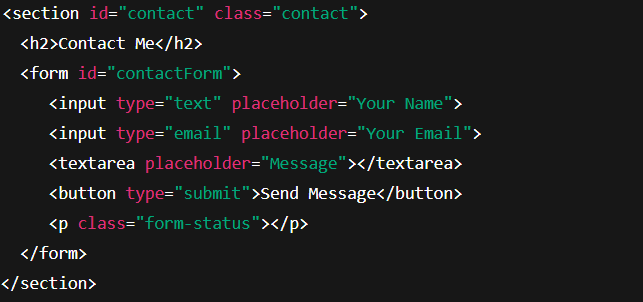 <section id="contact" class="contact">
  <h2>Contact Me</h2>
  <form id="contactForm">
     <input type="text" placeholder="Your Name">
     <input type="email" placeholder="Your Email">
     <textarea placeholder="Message"></textarea>
     <button type="submit">Send Message</button>
     <p class="form-status"></p>
  </form>
</section>